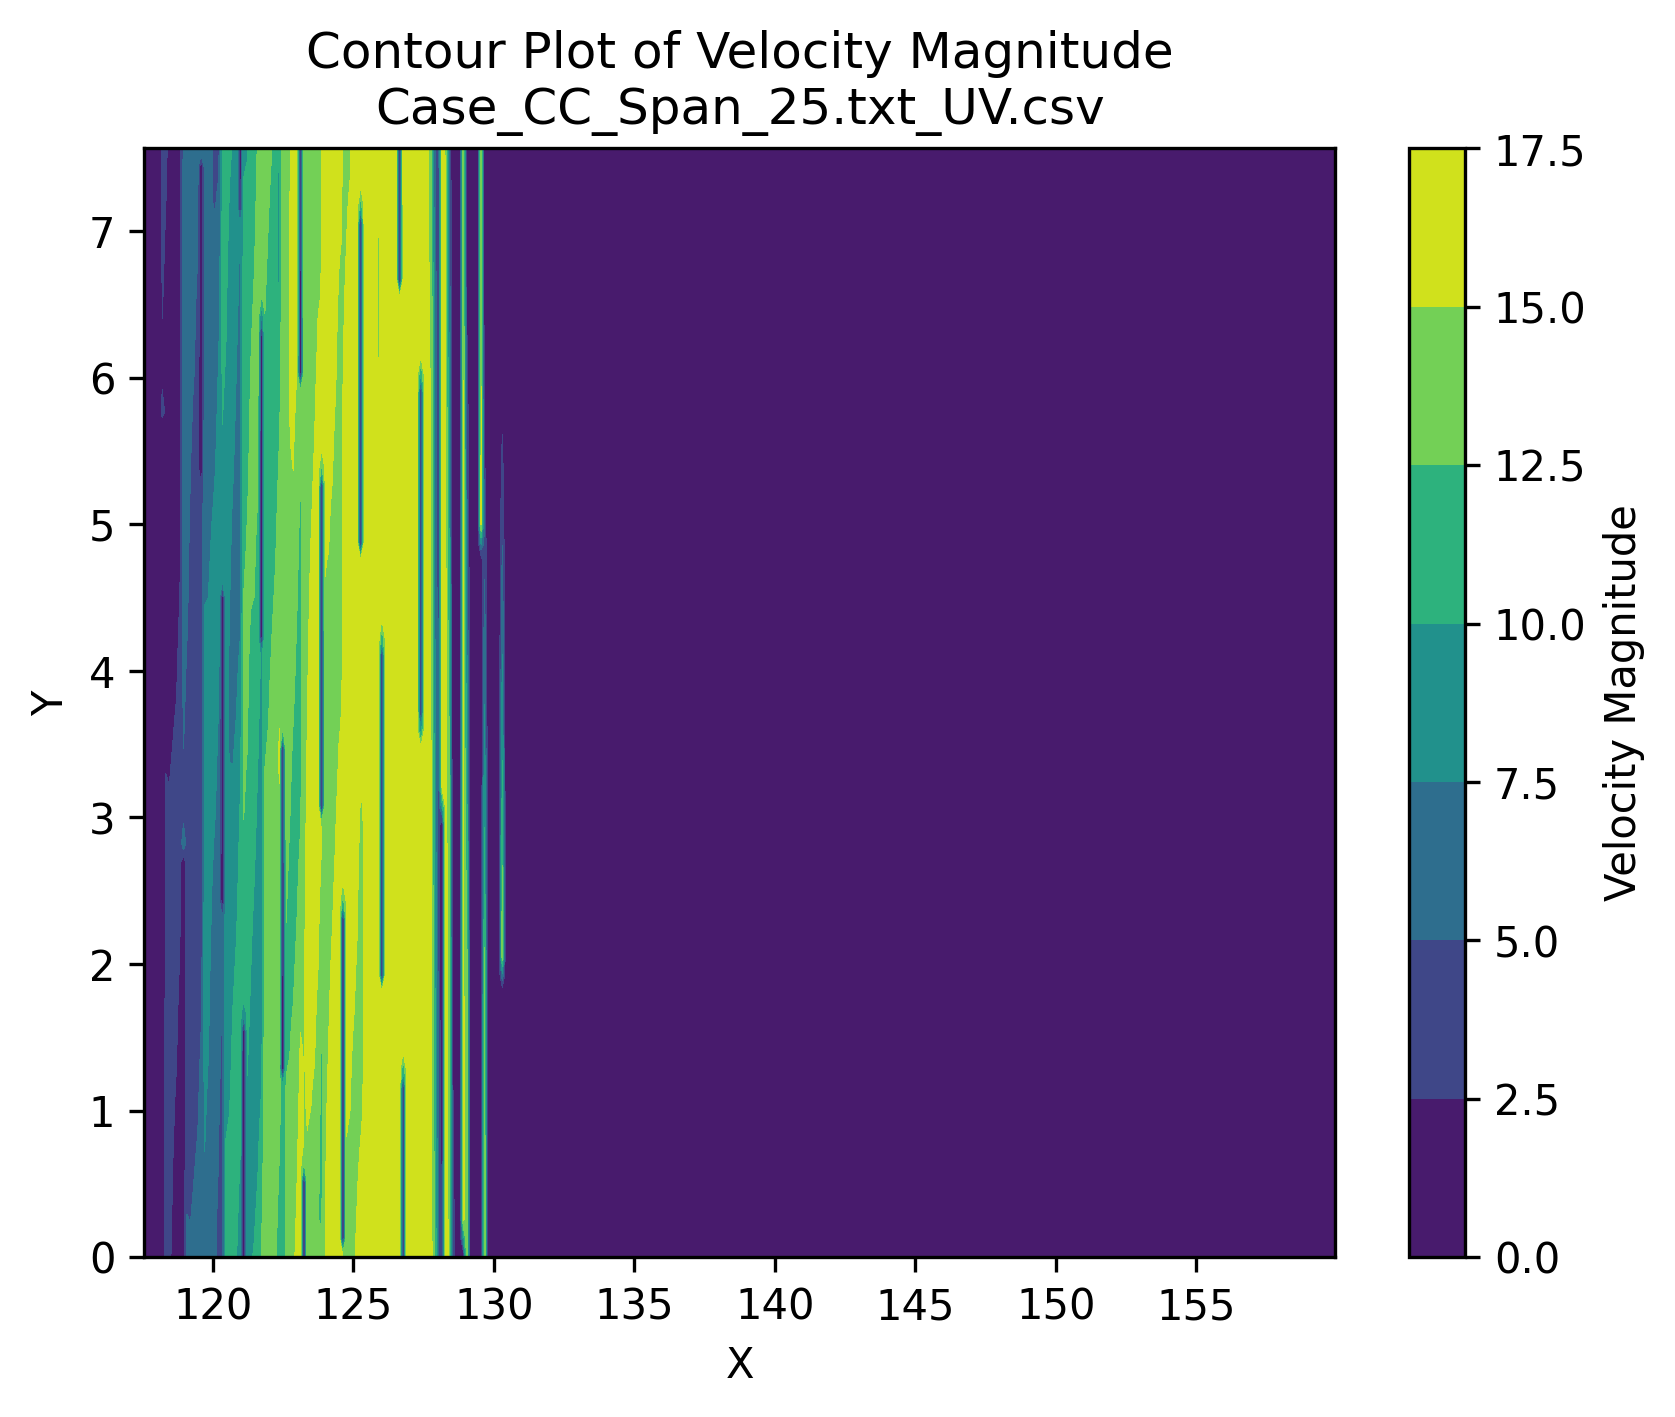 Contour Plot of Velocity Magnitude
Case_CC_Span_25.txt_UV.csv
7
6
5
4
3
2
1
0
Y
120 125 130 135 140 145 150 155
X
17.5
15.0
12.5
10.0
7.5
5.0
2.5
0.0
Velocity Magnitude